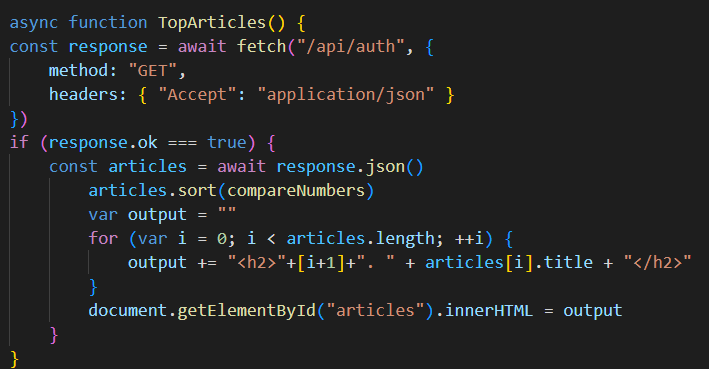 async function TopArticles() {
const response = await fetch("/api/auth", {
    method: "GET",
    headers: { "Accept": "application/json" }
})
if (response.ok === true) {
    const articles = await response.json()
        articles.sort(compareNumbers)
        var output = ""
        for (var i = 0; i < articles.length; ++i) {
            output += "<h2>"+[i+1]+". " + articles[i].title + "</h2>"
        }
        document.getElementById("articles").innerHTML = output
    }
}